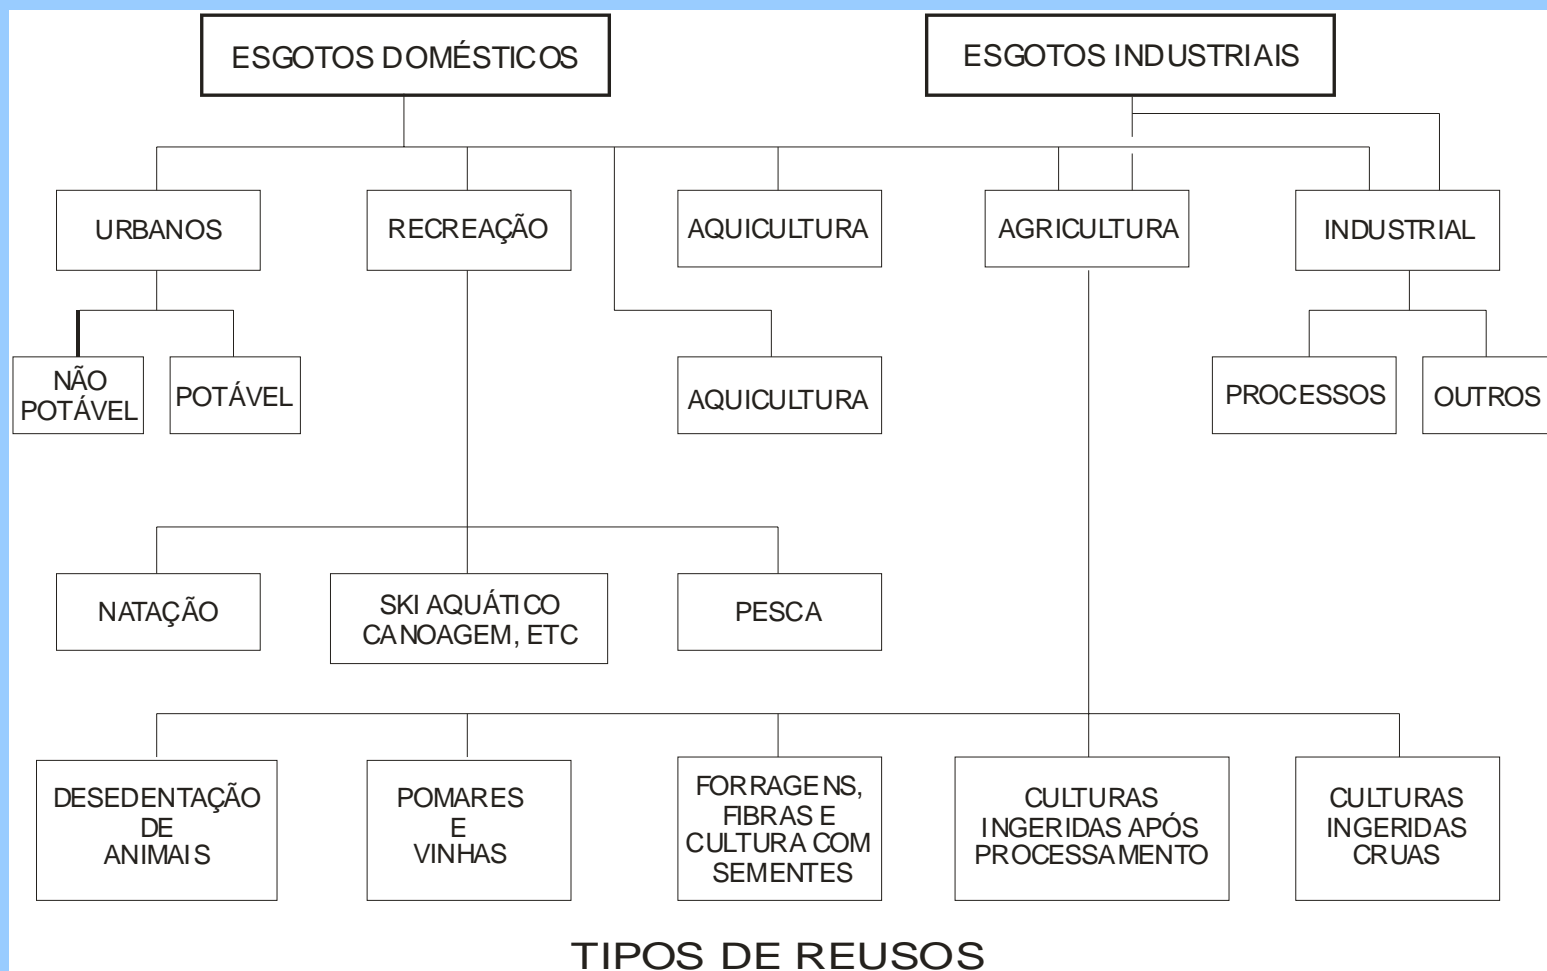 ESGOTOS DOMÉSTICOS
ESGOTOS INDUSTRIAIS
URBANOS
RECREAÇÃO
AQUICULTURA
AGRICULTURA
INDUSTRIAL
NÃO
POTÁVEL
POTÁVEL
AQUICULTURA
PROCESSOS
OUTROS
NATAÇÃO
SKI AQUÁTICO
CANOAGEM, ETC
PESCA
DESEDENTAÇÃO
DE
ANIMAIS
POMARES
E
VINHAS
FORRAGENS,
FIBRAS E
CULTURA COM
SEMENTES
CULTURAS
INGERIDAS APÓS
PROCESSAMENTO
CULTURAS
INGERIDAS
CRUAS
TIPOS DE REUSOS